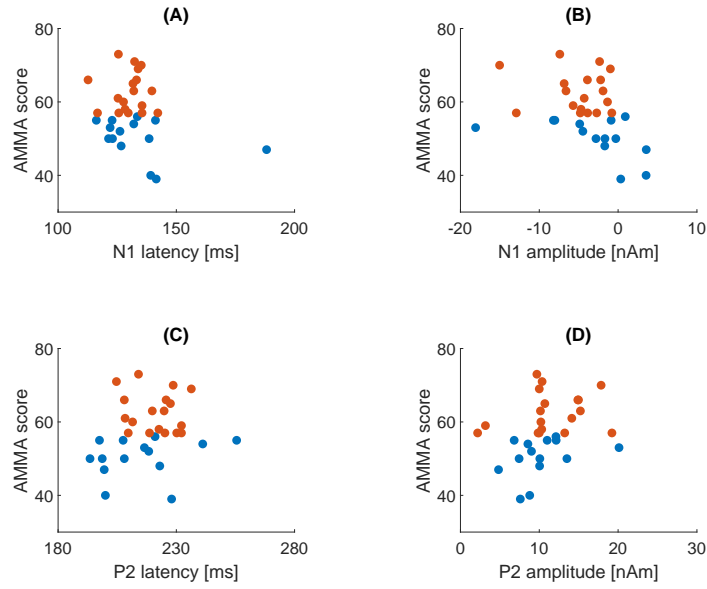 (A)
80
60
40
AMMA score
100
150
200
N1 latency [ms]
(B)
80
60
40
AMMA score
-20
-10
0
10
N1 amplitude [nAm]
(C)
80
60
40
AMMA score
180
230
280
P2 latency [ms]
(D)
80
60
40
AMMA score
0
10
20
30
P2 amplitude [nAm]